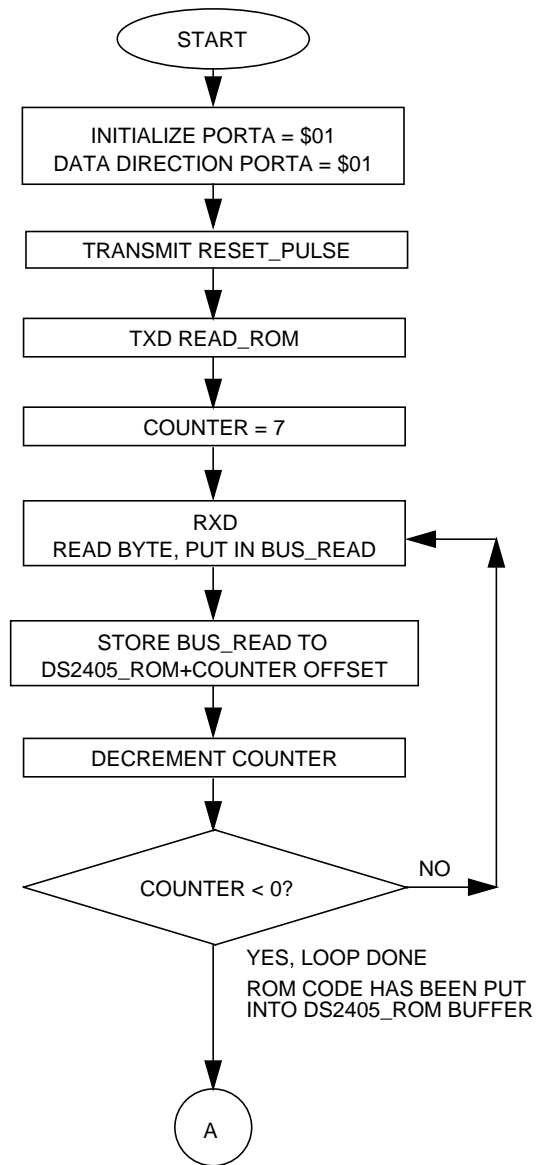 START
INITIALIZE PORTA = $01
DATA DIRECTION PORTA = $01
TRANSMIT RESET_PULSE
TXD READ_ROM
COUNTER = 7
RXD
READ BYTE, PUT IN BUS_READ
STORE BUS_READ TO
DS2405_ROM+COUNTER OFFSET
DECREMENT COUNTER
COUNTER < 0?
NO
YES, LOOP DONE
ROM CODE HAS BEEN PUT
INTO DS2405_ROM BUFFER
A